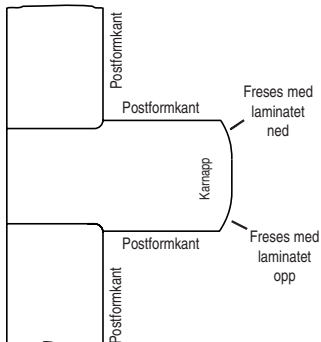 Postformkant
Postformkant
Freses med
laminatet
ned
Karnapp
Postformkant
Freses med
laminatet
opp
Postformkant